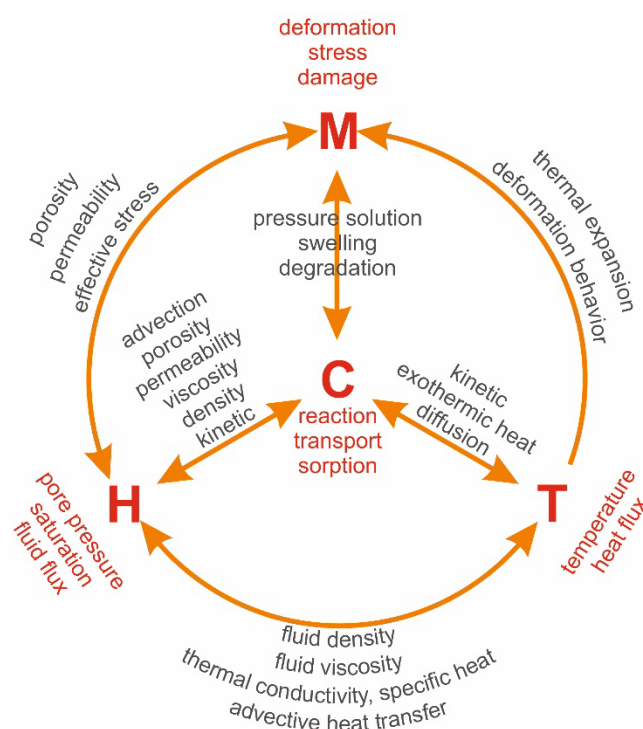 deformation
stress
damage
M
porosity
permeability
effective stress
thermal expansion
deformation behavior
pressure solution
swelling
degradation
advection
porosity
permeability
viscosity
density
kinetic
C
reaction
transport
sorption
kinetic
exothermic heat
diffusion
H
pore pressure
saturation
fluid flux
T
temperature
heat flux
fluid density
fluid viscosity
thermal conductivity, specific heat
advective heat transfer